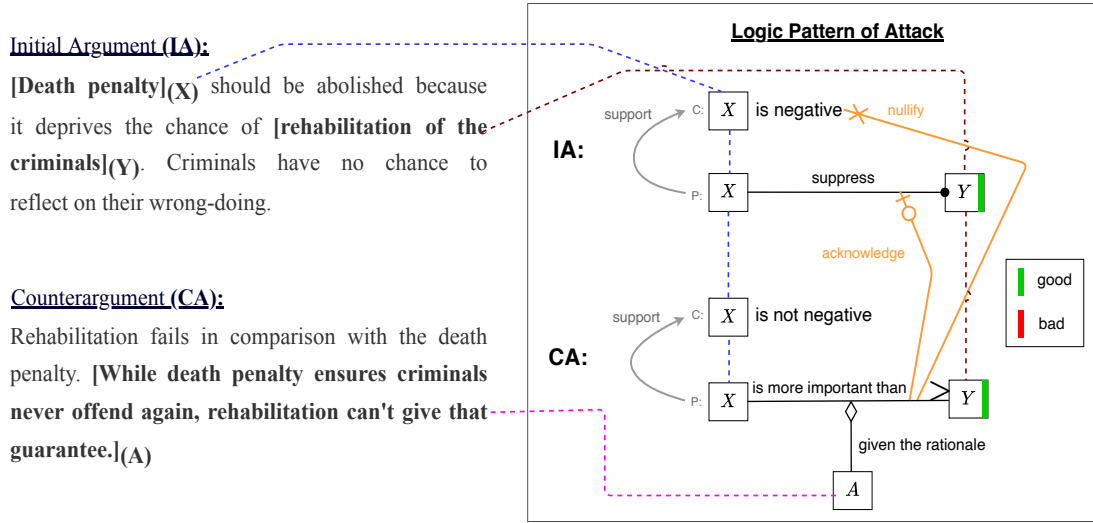 Initial Argument (IA):
[Death penalty](X) should be abolished because
it deprives the chance of [rehabilitation of the
criminals](Y). Criminals have no chance to
reflect on their wrong-doing.
Counterargument (CA):
Rehabilitation fails in comparison with the death
penalty. [While death penalty ensures criminals
never offend again, rehabilitation can't give that
guarantee.](A)
Logic Pattern of Attack
support
C:
X
is negative
nullify
IA:
suppress
P:
X
Y
acknowledge
good
bad
support
C:
X
is not negative
CA:
is more important than
P:
X
Y
given the rationale
A